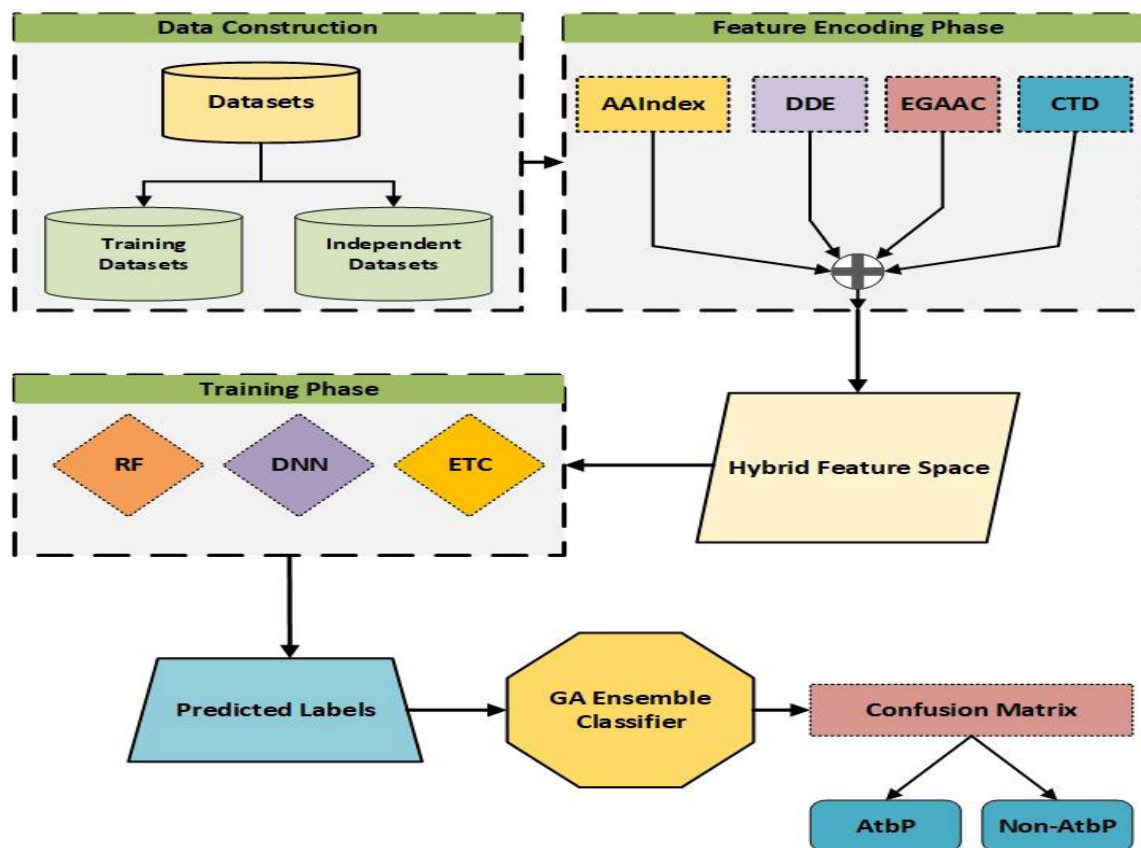 Data Construction
Datasets
Training
Datasets
Independent
Datasets
Feature Encoding Phase
AAIndex
DDE
EGAAC
CTD
Hybrid Feature Space
Training Phase
RF
DNN
ETC
Predicted Labels
GA Ensemble
Classifier
Confusion Matrix
AtbP
Non-AtbP